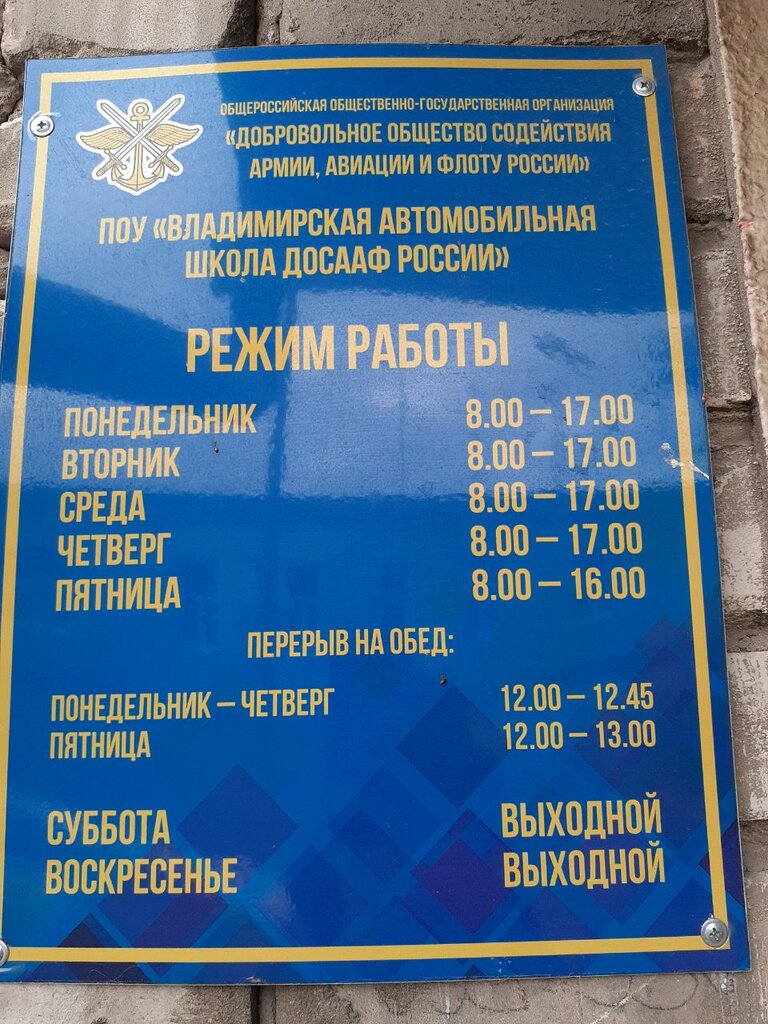 ОБЩЕРОССИЙСКАЯ ОБЩЕСТВЕННО-ГОСУДАРСТВЕННАЯ ОРГАНИЗАЦИЯ
«ДОБРОВОЛЬНОЕ ОБЩЕСТВО СОДЕЙСТВИЯ
АРМИИ, АВИАЦИИ И ФЛОТУ РОССИИ»
ПОУ «ВЛАДИМИРСКАЯ АВТОМОБИЛЬНАЯ
ШКОЛА ДОСААФ РОССИИ»
РЕЖИМ РАБОТЫ
ПОНЕДЕЛЬНИК 8.00 – 17.00
ВТОРНИК 8.00 – 17.00
СРЕДА 8.00 – 17.00
ЧЕТВЕРГ 8.00 – 17.00
ПЯТНИЦА 8.00 – 16.00
ПЕРЕРЫВ НА ОБЕД:
ПОНЕДЕЛЬНИК – ЧЕТВЕРГ 12.00 – 12.45
ПЯТНИЦА 12.00 – 13.00
СУББОТА ВЫХОДНОЙ
ВОСКРЕСЕНЬЕ ВЫХОДНОЙ